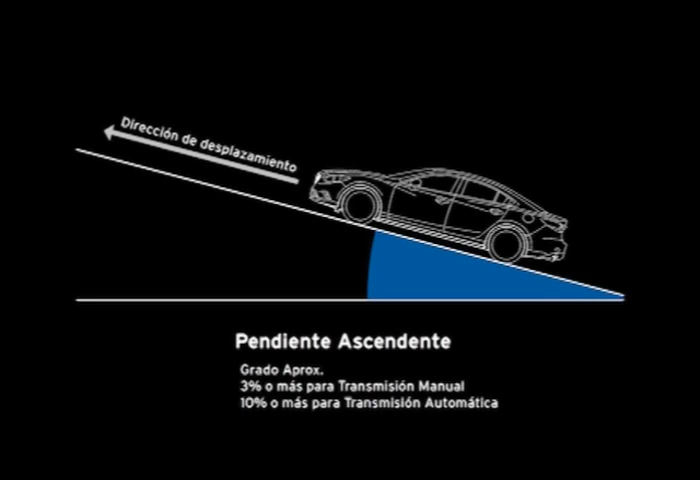 Dirección de desplazamiento
Pendiente Ascendente
Grado Aprox.
3% o más para Transmisión Manual
10% o más para Transmisión Automática